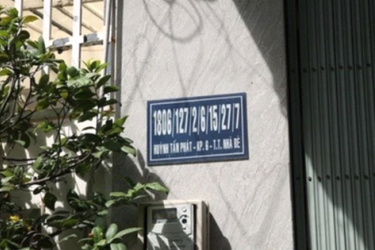 1806/127/2/6/15/27/7
HUỲNH TẤN PHÁT - KP. 6 - T.T. NHÀ BÈ